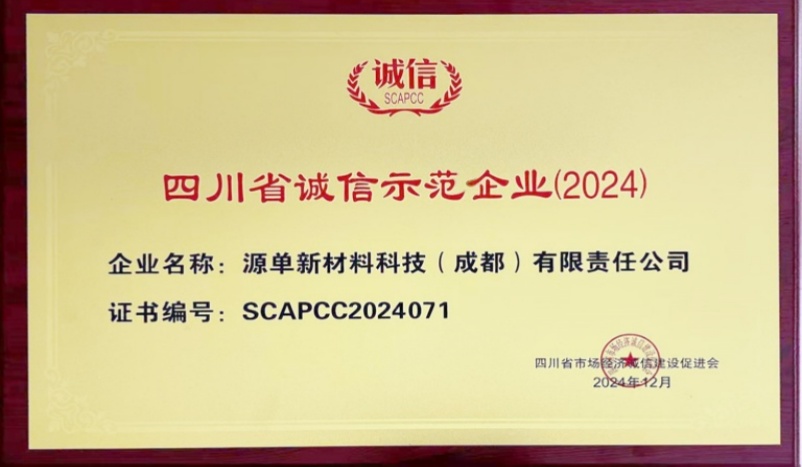 诚信
SCAPCC
四川省诚信示范企业(2024)
企业名称：源单新材料科技（成都）有限责任公司
证书编号：SCAPCC2024071
四川省市场经济诚信建设促进会
2024年12月